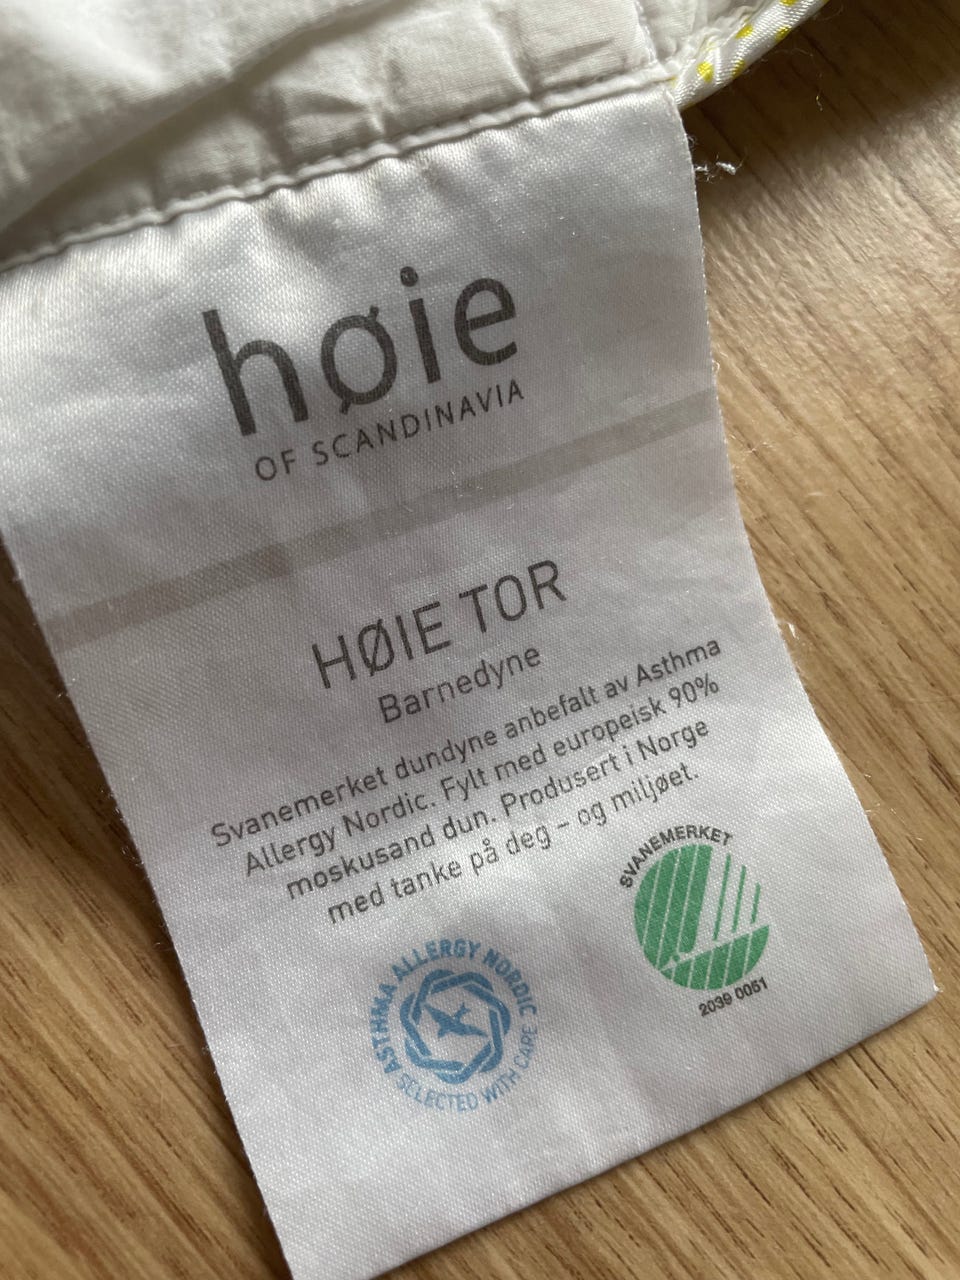 høie
OF SCANDINAVIA
HØIE TOR
Barnedyne
Svanemerket dundyne anbefalt av Asthma
Allergy Nordic. Fylt med europeisk 90%
moskusand dun. Produsert i Norge
med tanke på deg – og miljøet.
ASTHMA ALLERGY NORDIC
SELECTED WITH CARE
SVANEMERKET
2039 0051